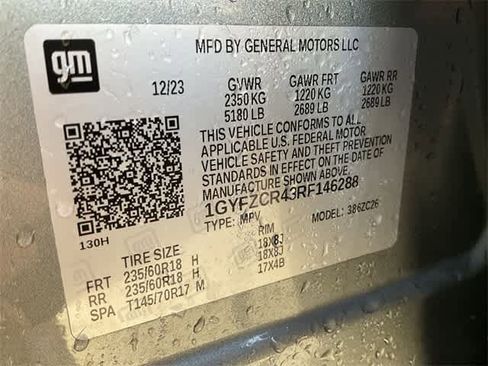 gm
MFD BY GENERAL MOTORS LLC
12/23 GVWR GAWR FRT GAWR RR
2350 KG 1220 KG 1220 KG
5180 LB 2689 LB 2689 LB
THIS VEHICLE CONFORMS TO ALL
APPLICABLE U.S. FEDERAL MOTOR
VEHICLE SAFETY AND THEFT PREVENTION
STANDARDS IN EFFECT ON THE DATE OF
MANUFACTURE SHOWN ABOVE.
1GYFZCR43RF146288
TYPE: MPV MODEL: 386ZC26
130H
TIRE SIZE RIM
FRT 235/60R18 H 18X8J
RR 235/60R18 H 18X8J
SPA T145/70R17 M 17X4B